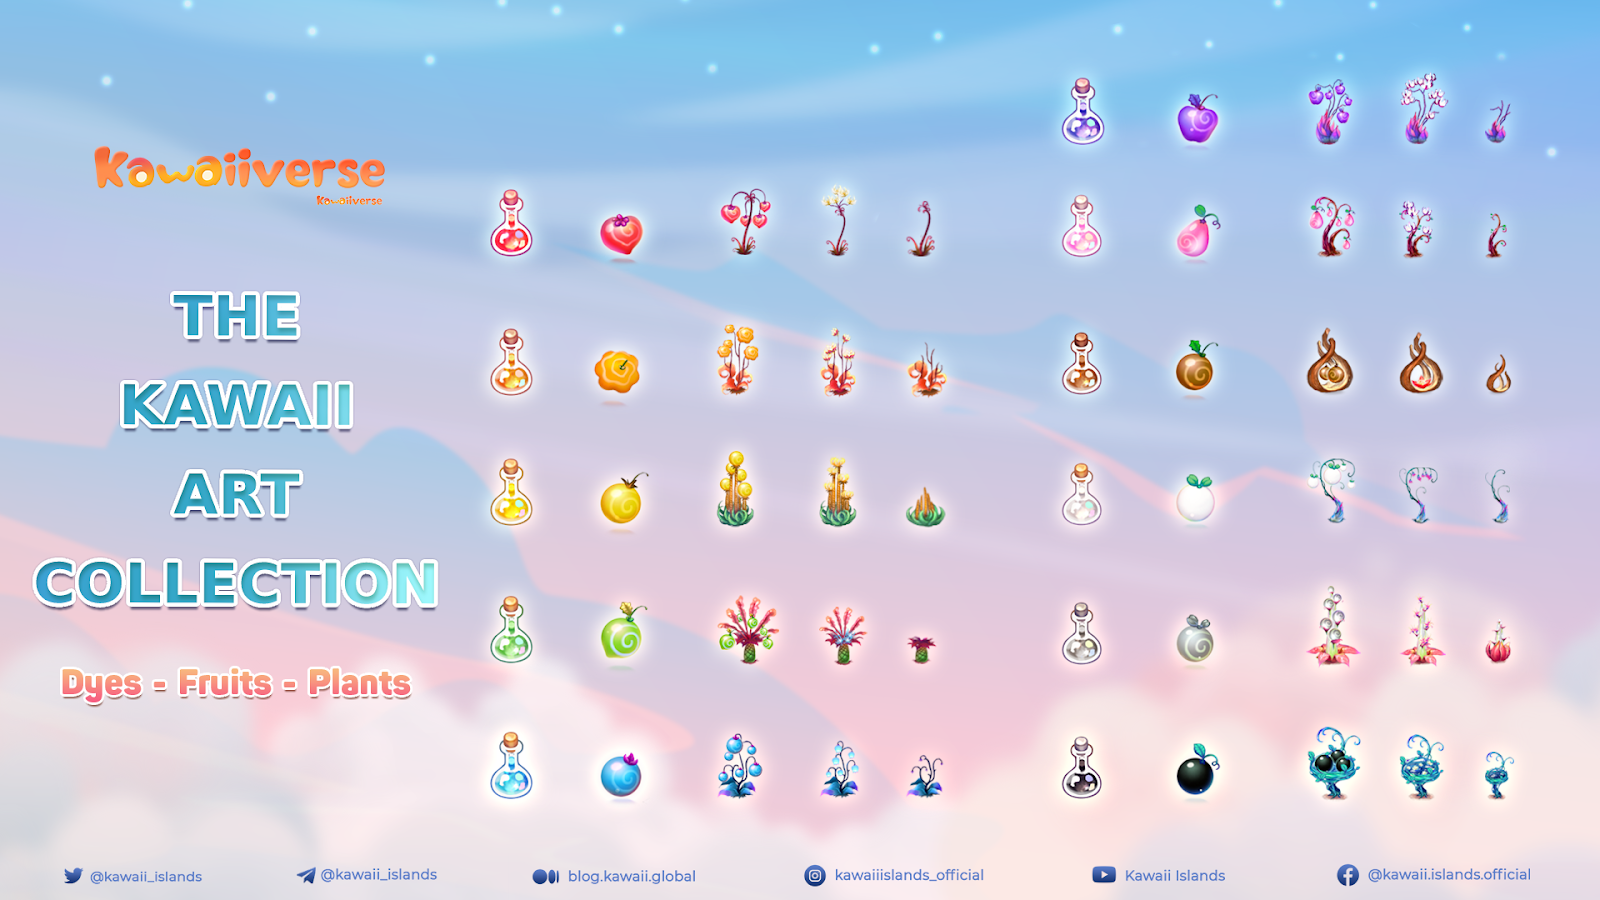 Kawaiiverse
Kawaiiverse
THE
KAWAII
ART
COLLECTION
Dyes - Fruits - Plants
@kawaii_islands
@kawaii_islands
blog.kawaii.global
kawaiiislands_official
Kawaii Islands
@kawaii.islands.official